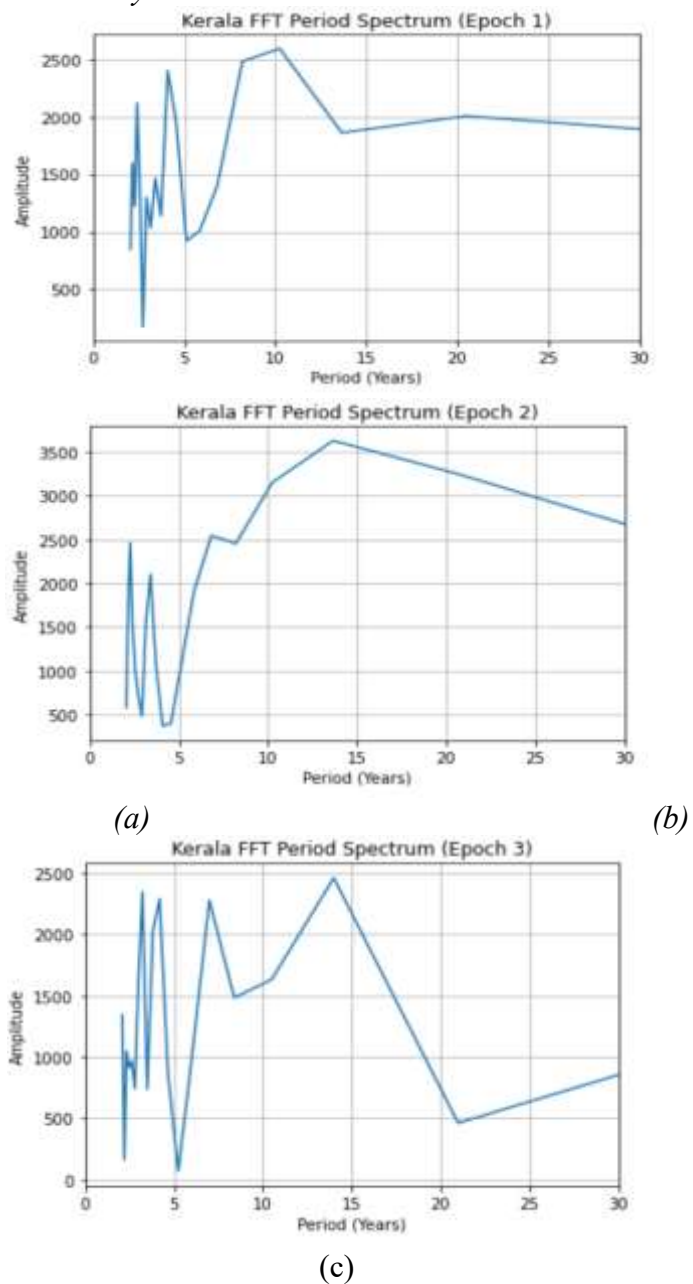 Kerala FFT Period Spectrum (Epoch 1)
2500
2000
1500
1000
500
Amplitude
0 5 10 15 20 25 30
Period (Years)
Kerala FFT Period Spectrum (Epoch 2)
3500
3000
2500
2000
1500
1000
500
Amplitude
0 5 10 15 20 25 30
Period (Years)
(a) (b)
Kerala FFT Period Spectrum (Epoch 3)
2500
2000
1500
1000
500
0
Amplitude
0 5 10 15 20 25 30
Period (Years)
(c)